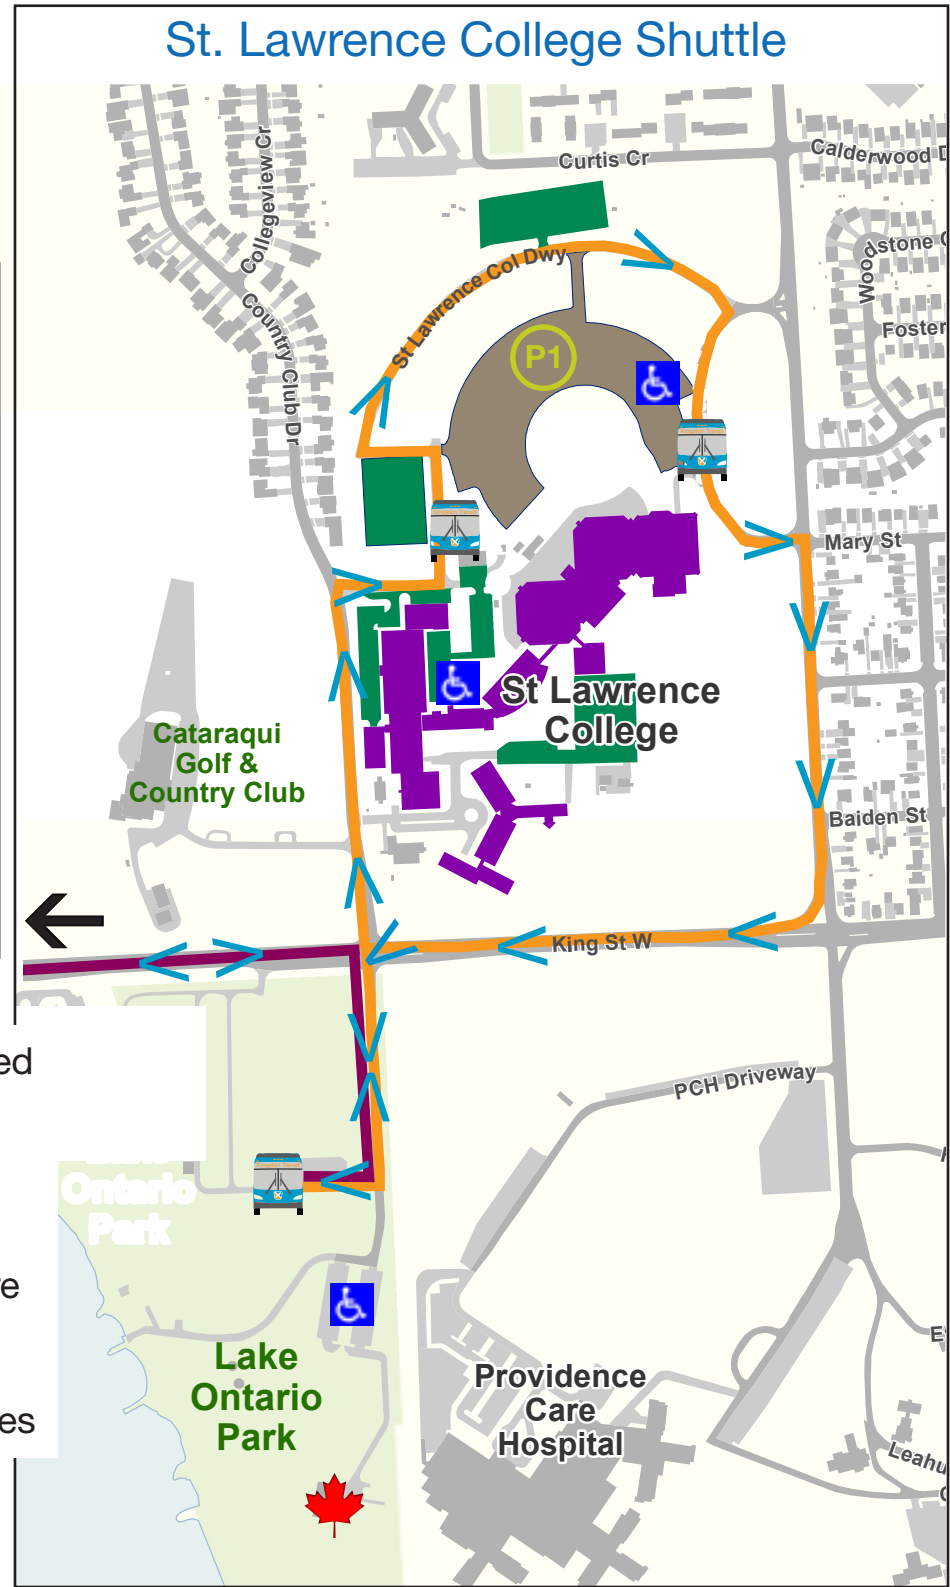 St. Lawrence College Shuttle
Curtis Cr
Calderwood D
Collegeview Cr
Woodstone
St Lawrence Col Dwy
Country Club Dr
Foster
P1
Mary St
St Lawrence
College
Cataraqui
Golf &
Country Club
Baiden St
King St W
ed
PCH Driveway
Ontario
Park
re
Lake
Ontario
Park
es
Providence
Care
Hospital
Leahu